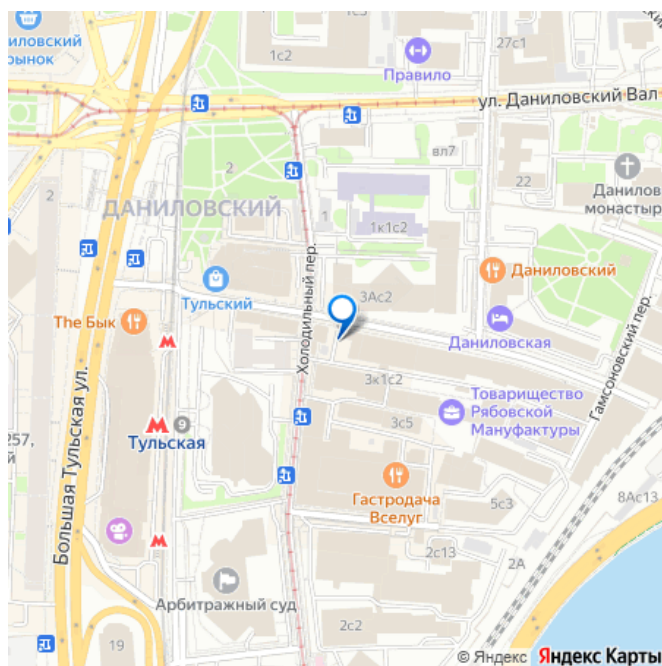 1с2
27с1
аниловский
рынок
Правило
ул. Даниловский Вал
вл7
2
22
Данилов
монастыр
2
ДАНИЛОВСКИЙ
1
1к1с2
Холодильный пер.
Даниловский
Тульский
3Ас2
The Бык
Даниловская
Гамсоновский пер.
3к1с2
Товарищество
Рябовской
Мануфактуры
3с5
9
Тульская
257,
й
Большая Тульская ул.
Гастродача
Вселуг
5с3
8Ас13
2с13
2А
Арбитражный суд
2с2
19
© Яндекс Яндекс Карты